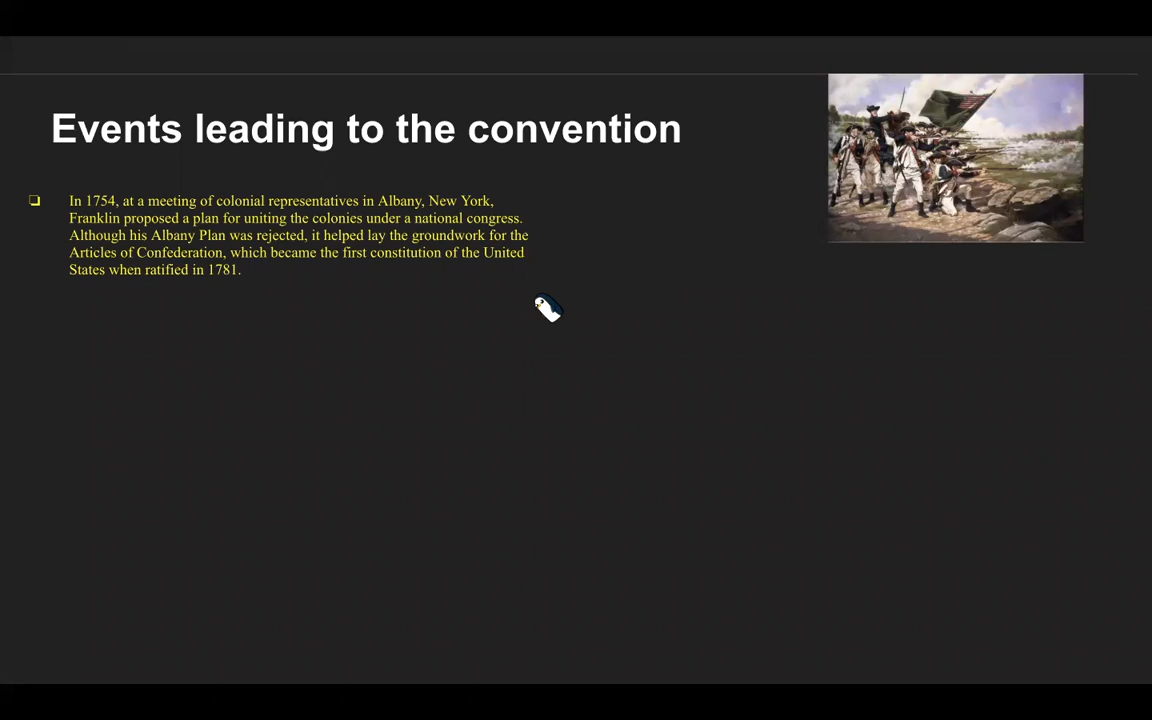 Events leading to the convention
❏ In 1754, at a meeting of colonial representatives in Albany, New York,
Franklin proposed a plan for uniting the colonies under a national congress.
Although his Albany Plan was rejected, it helped lay the groundwork for the
Articles of Confederation, which became the first constitution of the United
States when ratified in 1781.